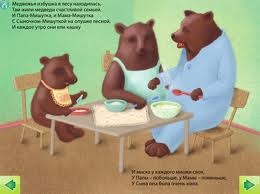 Медвежья избушка в лесу находилась,
Там жили медведи счастливой семьей.
И Папа-Мишутка, и Мама-Мишутка
С Сыночком-Мишуткой на опушке лесной.
И каждое утро они ели кашку
И миска у каждого мишки своя.
У Папы – побольше, у Мамы – поменьше,
У Сына она была очень мала.